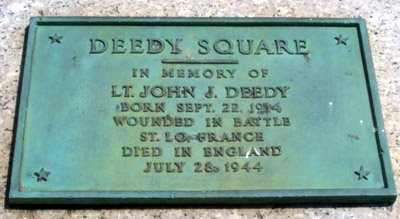 DEEDY SQUARE
IN MEMORY OF
LT. JOHN J. DEEDY
BORN SEPT. 22, 1914
WOUNDED IN BATTLE
ST. LO, FRANCE
DIED IN ENGLAND
JULY 28, 1944